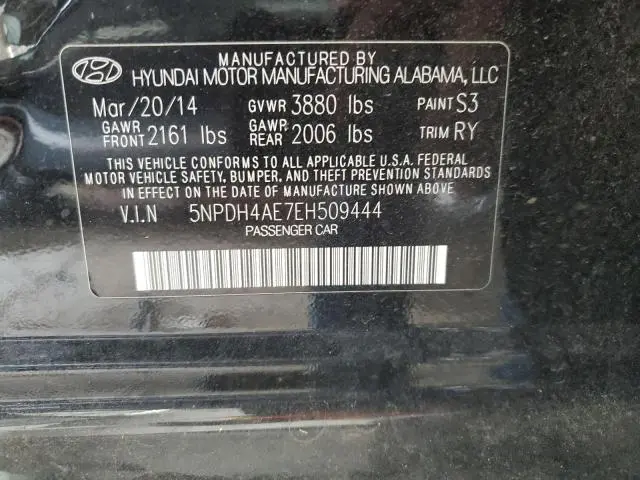 MANUFACTURED BY
HYUNDAI MOTOR MANUFACTURING ALABAMA, LLC
Mar/20/14 GVWR 3880 lbs PAINT S3
GAWR FRONT 2161 lbs GAWR REAR 2006 lbs TRIM RY
THIS VEHICLE CONFORMS TO ALL APPLICABLE U.S.A. FEDERAL
MOTOR VEHICLE SAFETY, BUMPER, AND THEFT PREVENTION STANDARDS
IN EFFECT ON THE DATE OF MANUFACTURE SHOWN ABOVE
V.I.N 5NPDH4AE7EH509444
PASSENGER CAR